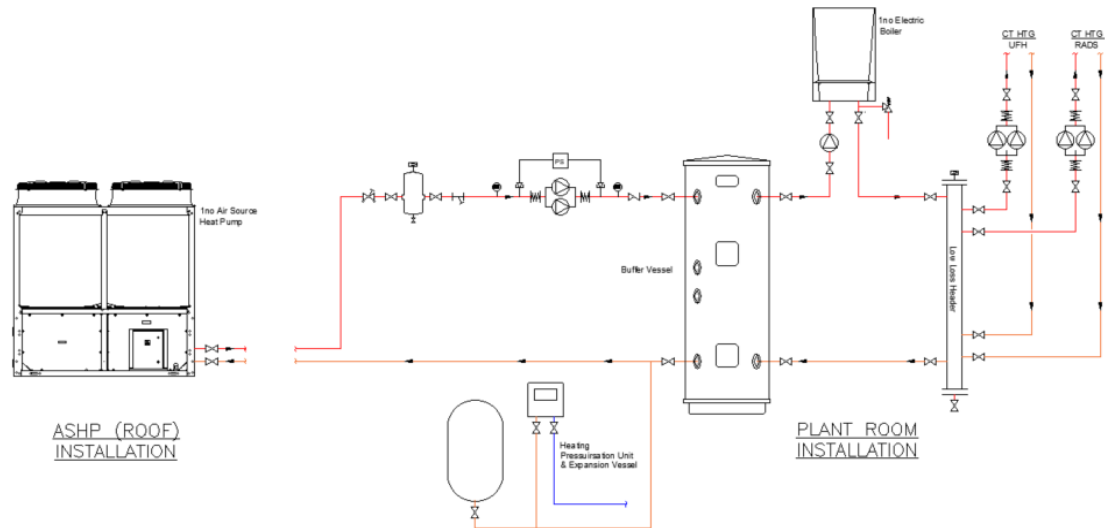 1no Electric
Boiler
CT HTG
UFH
CT HTG
RADS
PS
1no Air Source
Heat Pump
Buffer Vessel
Low Loss Header
ASHP (ROOF)
INSTALLATION
PLANT ROOM
INSTALLATION
Heating
Pressuirsation Unit
& Expansion Vessel